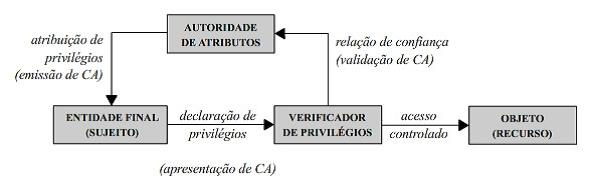 AUTORIDADE
DE ATRIBUTOS
atribuição de
privilégios
(emissão de CA)
relação de confiança
(validação de CA)
ENTIDADE FINAL
(SUJEITO)
declaração de
privilégios
VERIFICADOR
DE PRIVILÉGIOS
acesso
controlado
OBJETO
(RECURSO)
(apresentação de CA)